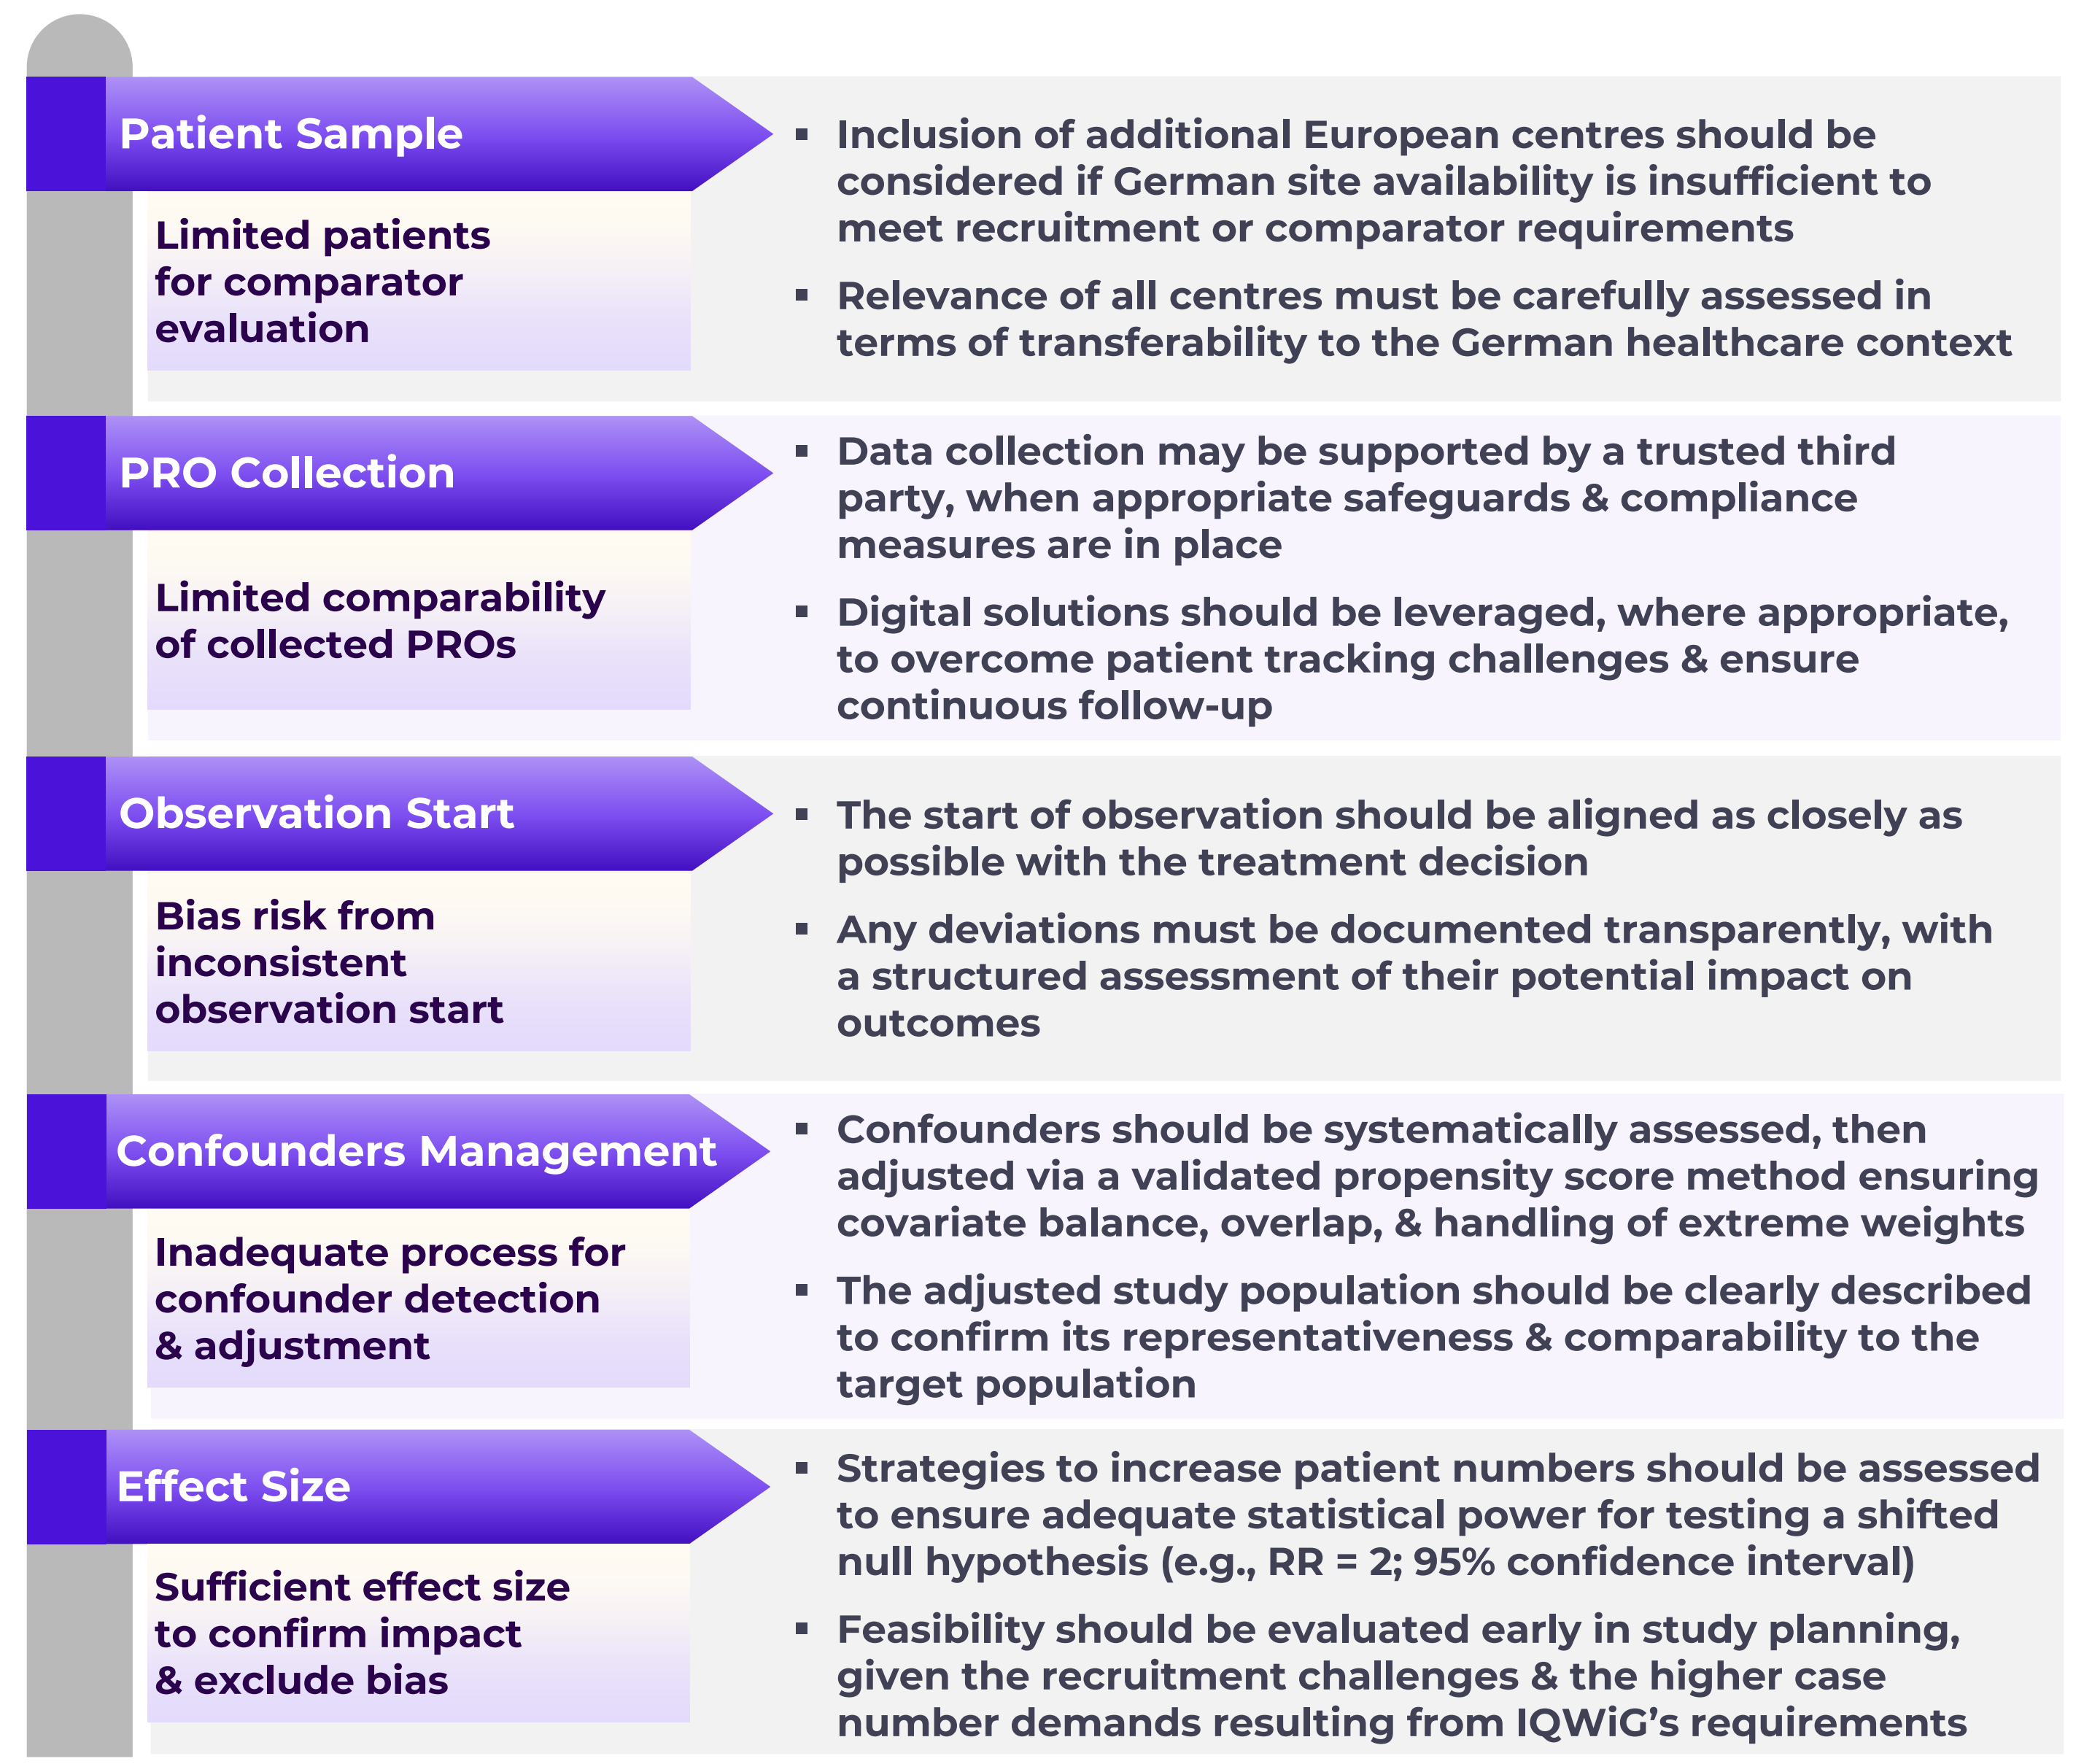 Patient Sample
Limited patients
for comparator
evaluation
▪ Inclusion of additional European centres should be
considered if German site availability is insufficient to
meet recruitment or comparator requirements
▪ Relevance of all centres must be carefully assessed in
terms of transferability to the German healthcare context
PRO Collection
Limited comparability
of collected PROs
▪ Data collection may be supported by a trusted third
party, when appropriate safeguards & compliance
measures are in place
▪ Digital solutions should be leveraged, where appropriate,
to overcome patient tracking challenges & ensure
continuous follow-up
Observation Start
Bias risk from
inconsistent
observation start
▪ The start of observation should be aligned as closely as
possible with the treatment decision
▪ Any deviations must be documented transparently, with
a structured assessment of their potential impact on
outcomes
Confounders Management
Inadequate process for
confounder detection
& adjustment
▪ Confounders should be systematically assessed, then
adjusted via a validated propensity score method ensuring
covariate balance, overlap, & handling of extreme weights
▪ The adjusted study population should be clearly described
to confirm its representativeness & comparability to the
target population
Effect Size
Sufficient effect size
to confirm impact
& exclude bias
▪ Strategies to increase patient numbers should be assessed
to ensure adequate statistical power for testing a shifted
null hypothesis (e.g., RR = 2; 95% confidence interval)
▪ Feasibility should be evaluated early in study planning,
given the recruitment challenges & the higher case
number demands resulting from IQWiG’s requirements